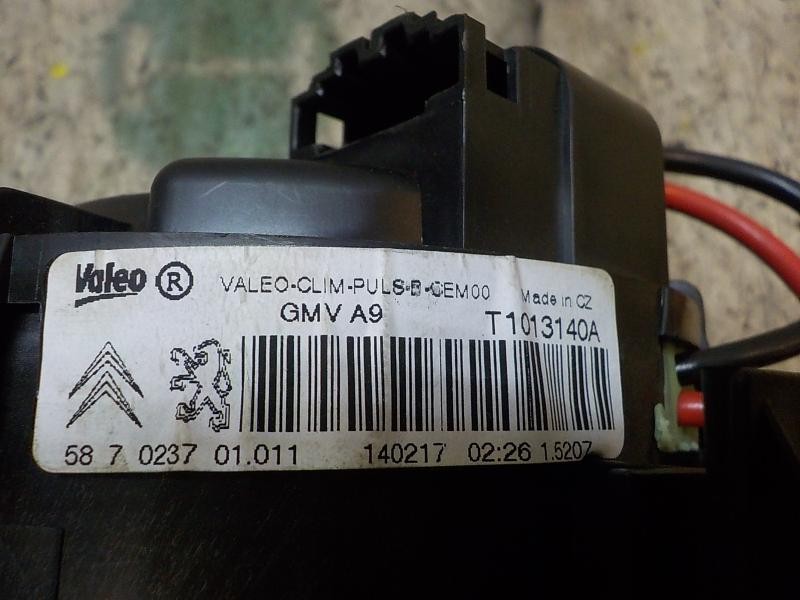 Valeo ® VALEO-CLIM-PULS-B-CEM00 Made in CZ
GMV A9 T1013140A
58 7 0237 01.011 140217 02:26 1.5207